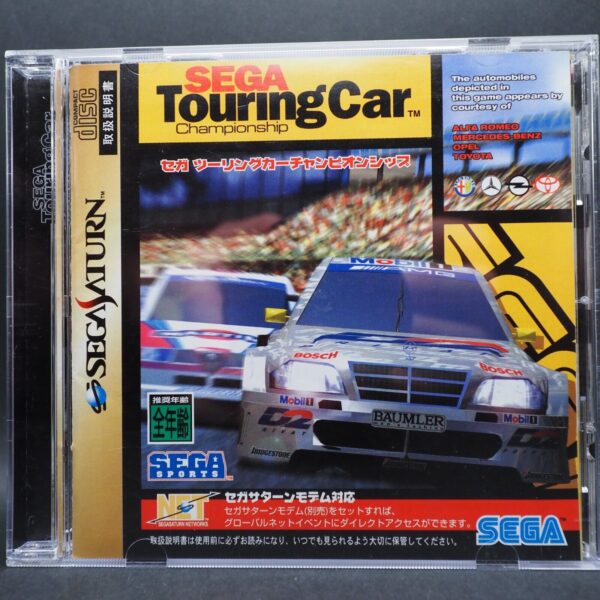 SEGA
TouringCar™
Championship
セガ ツーリングカーチャンピオンシップ
The automobiles
depicted in
this game appears by
courtesy of
ALFA ROMEO
MERCEDES-BENZ
OPEL
TOYOTA
COMPACT
disc
取扱説明書
SEGA SATURN™
SEGA
TouringCar
Mobil 1
AMG
BOSCH
BOSCH
Mobil 1
Mobil 1
BÄUMLER
BRIDGESTONE
推奨年齢
全年齢
SEGA
SPORTS™
NET
SEGASATURN NETWORKS
セガサターンモデム対応
セガサターンモデム(別売)をセットすれば、
グローバルネットイベントにダイレクトアクセスができます。
SEGA™
取扱説明書は使用前に必ずお読みになり、いつでも見られるよう大切に保管してください。